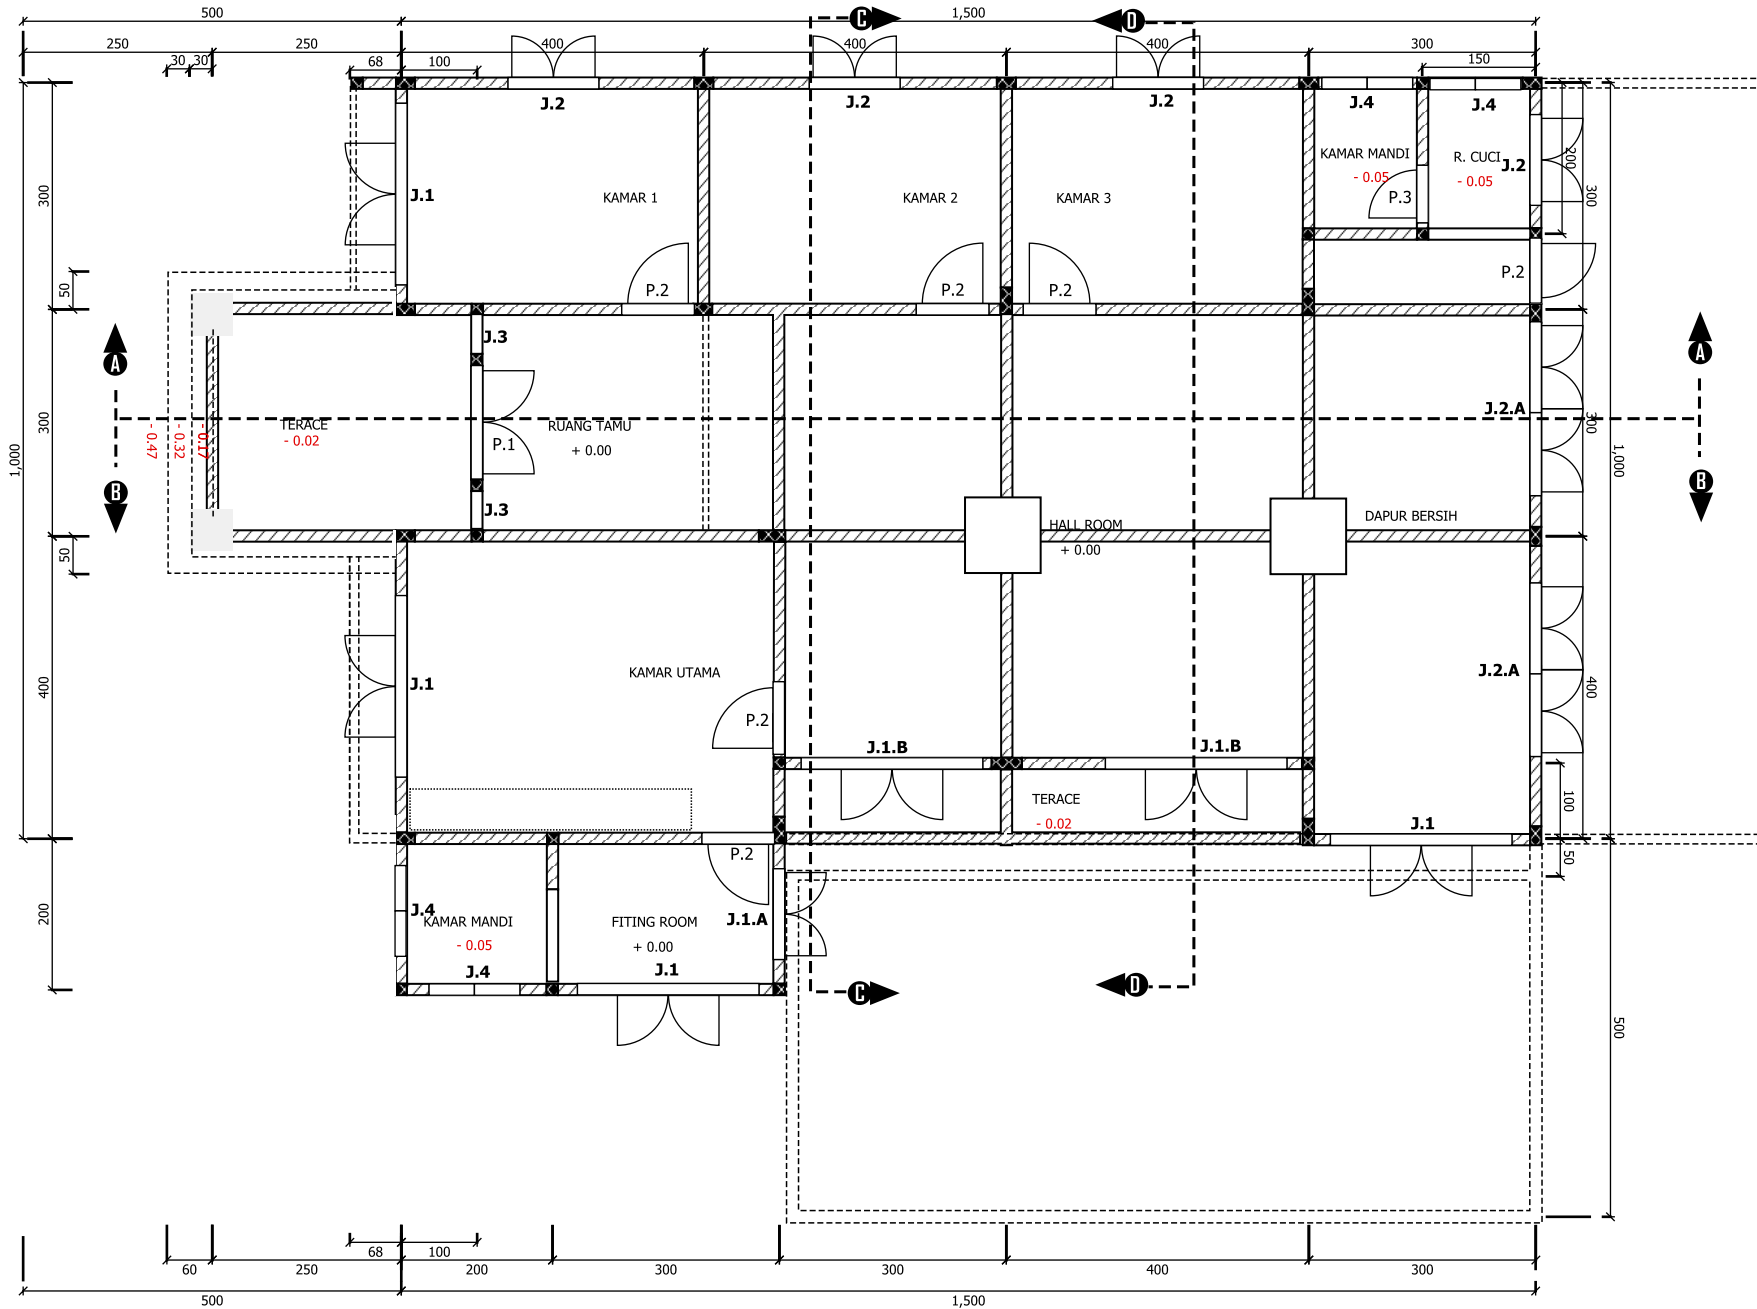 500
1,500
C
D
250
250
400
400
400
300
30
30
68
100
150
J.2
J.2
J.2
J.4
J.4
KAMAR MANDI
- 0.05
R. CUCI
- 0.05
J.2
200
300
300
J.1
KAMAR 1
KAMAR 2
KAMAR 3
P.3
P.2
50
P.2
P.2
P.2
J.3
A
A
300
1,000
- 0.47
- 0.32
- 0.17
TERACE
- 0.02
P.1
RUANG TAMU
+ 0.00
J.2.A
300
1,000
B
B
J.3
HALL ROOM
+ 0.00
DAPUR BERSIH
50
400
J.1
KAMAR UTAMA
J.2.A
400
P.2
J.1.B
J.1.B
TERACE
- 0.02
100
J.1
P.2
50
200
J.4
KAMAR MANDI
- 0.05
FITING ROOM
+ 0.00
J.1.A
J.4
J.1
C
D
500
68
100
60
250
200
300
300
400
300
500
1,500